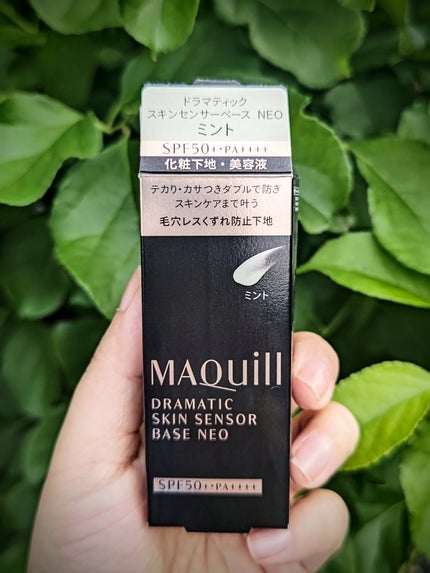 ドラマティック
スキンセンサーベース NEO
ミント
SPF50+・PA++++
化粧下地・美容液
テカリ・カサつきダブルで防ぎ
スキンケアまで叶う
毛穴レスくずれ防止下地
ミント
MAQuill
DRAMATIC
SKIN SENSOR
BASE NEO
SPF50+・PA++++